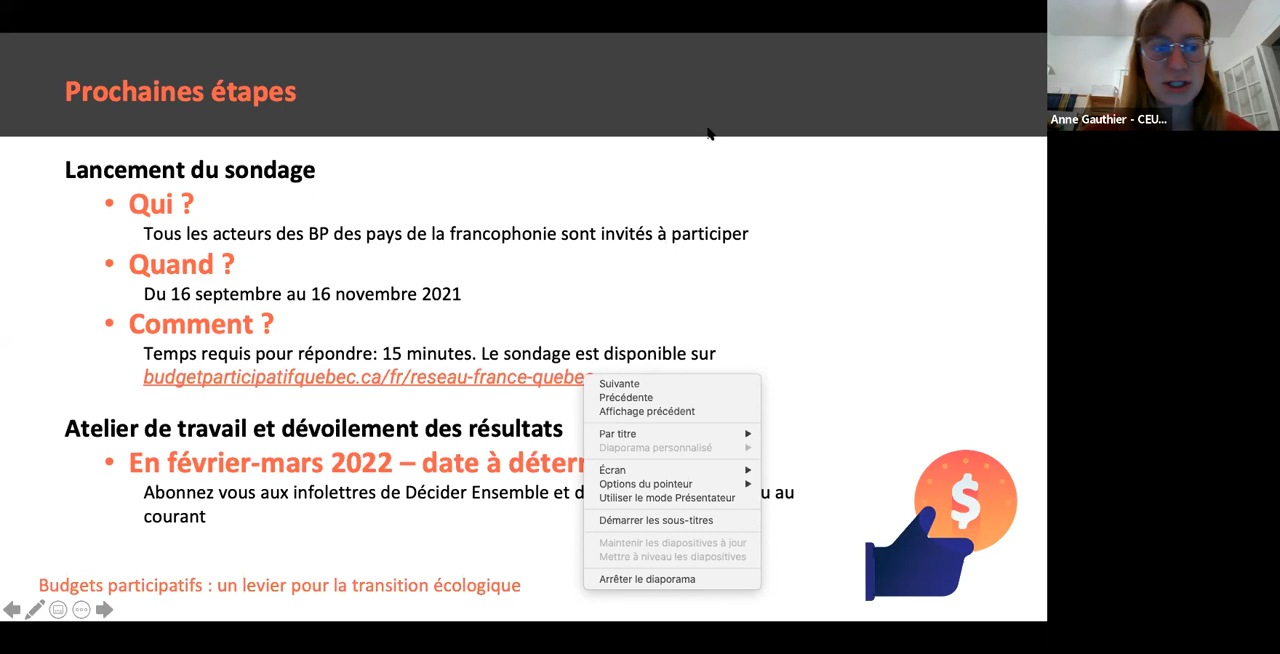 Prochaines étapes
Anne Gauthier - CEU...
Lancement du sondage
• Qui ?
Tous les acteurs des BP des pays de la francophonie sont invités à participer
• Quand ?
Du 16 septembre au 16 novembre 2021
• Comment ?
Temps requis pour répondre: 15 minutes. Le sondage est disponible sur
budgetparticipatifquebec.ca/fr/reseau-france-quebec
Atelier de travail et dévoilement des résultats
• En février-mars 2022 – date à déterm
Abonnez vous aux infolettres de Décider Ensemble et d u au
courant
Suivante
Précédente
Affichage précédent
Par titre
Diaporama personnalisé
Écran
Options du pointeur
Utiliser le mode Présentateur
Démarrer les sous-titres
Maintenir les diapositives à jour
Mettre à niveau les diapositives
Arrêter le diaporama
$
Budgets participatifs : un levier pour la transition écologique